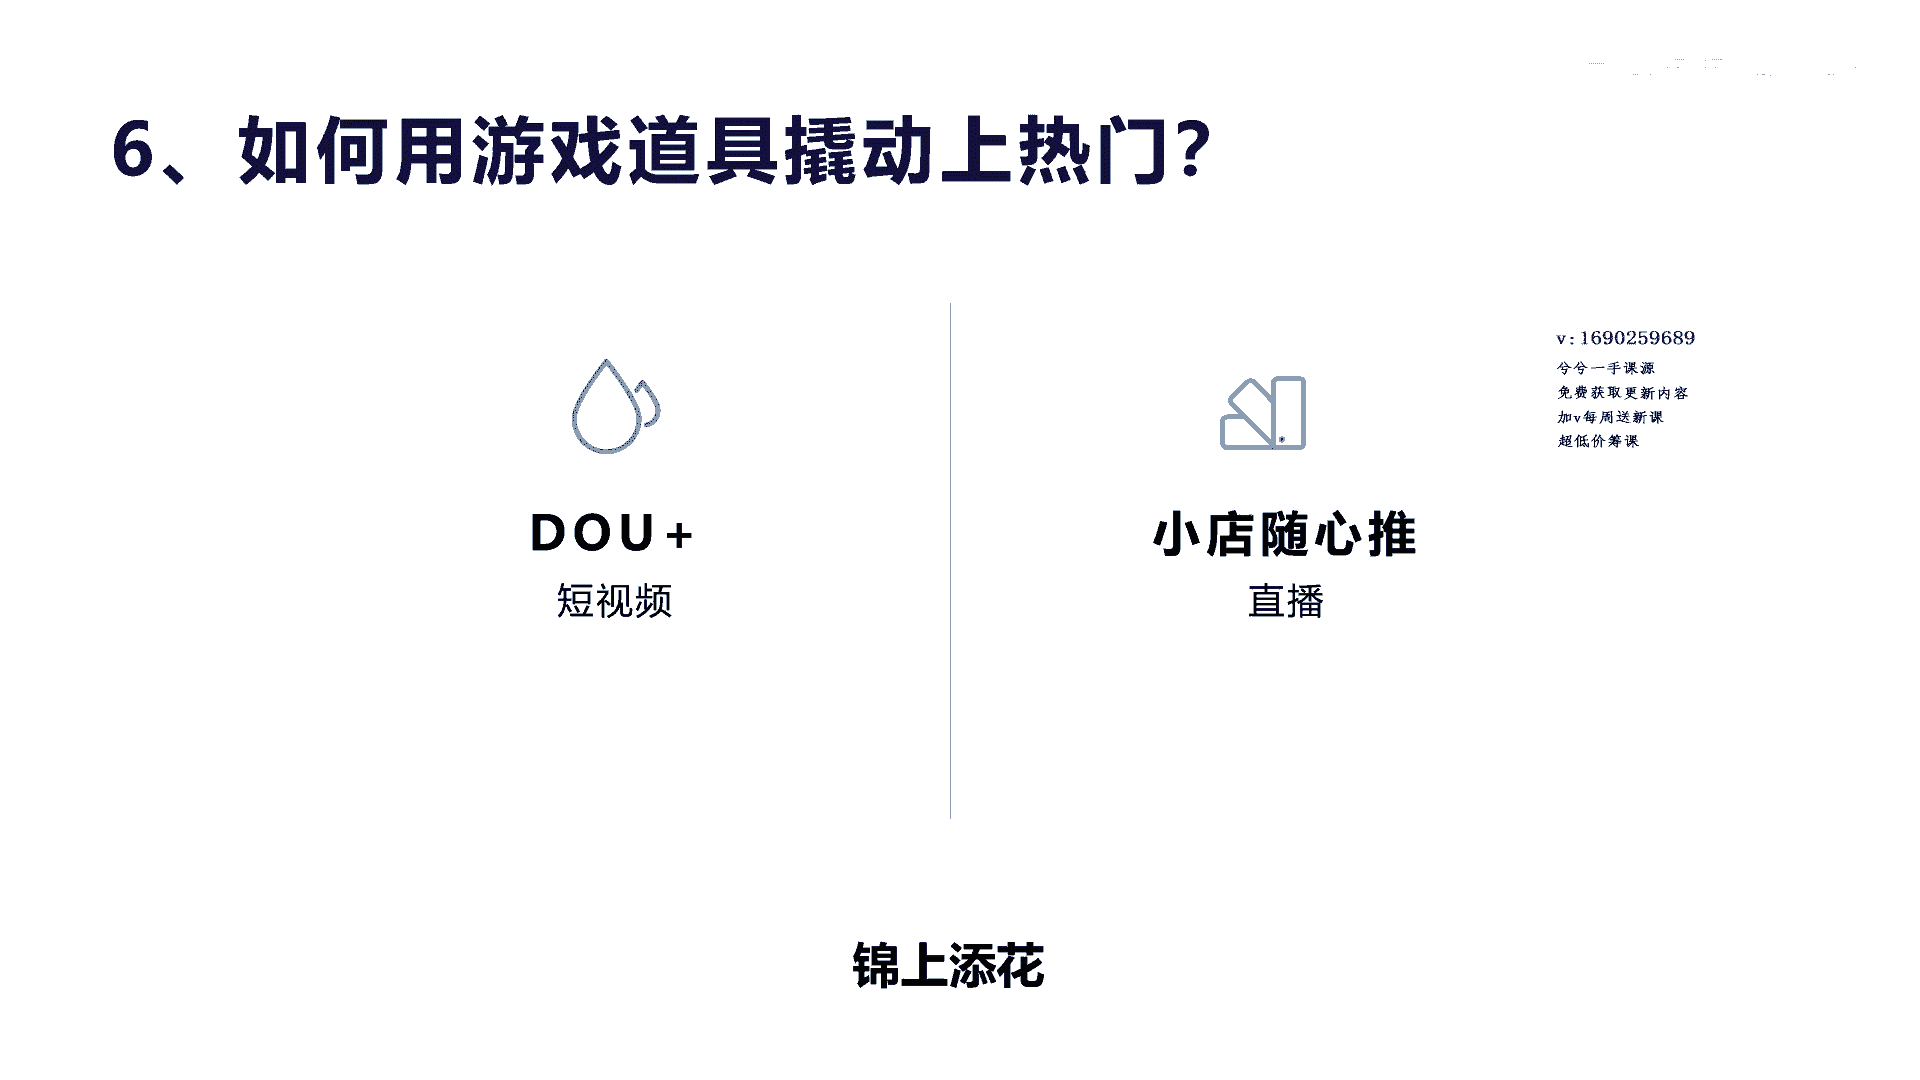 6、如何用游戏道具撬动上热门?
DOU+
短视频
小店随心推
直播
v:1690259689
兮兮一手课源
免费获取更新内容
加v每周送新课
超低价筹课
锦上添花